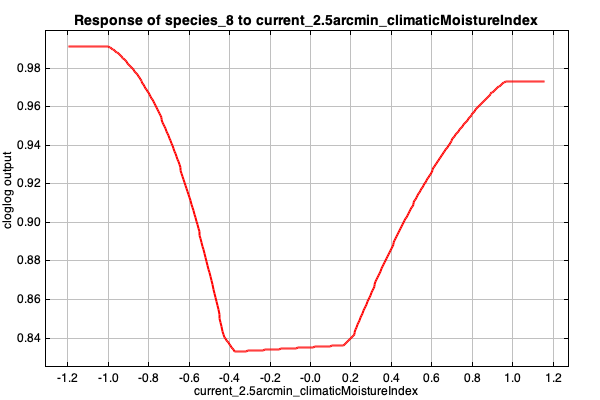 Response of species_8 to current_2.5arcmin_climaticMoistureIndex
cloglog output
0.98
0.96
0.94
0.92
0.90
0.88
0.86
0.84
-1.2 -1.0 -0.8 -0.6 -0.4 -0.2 -0.0 0.2 0.4 0.6 0.8 1.0 1.2
current_2.5arcmin_climaticMoistureIndex